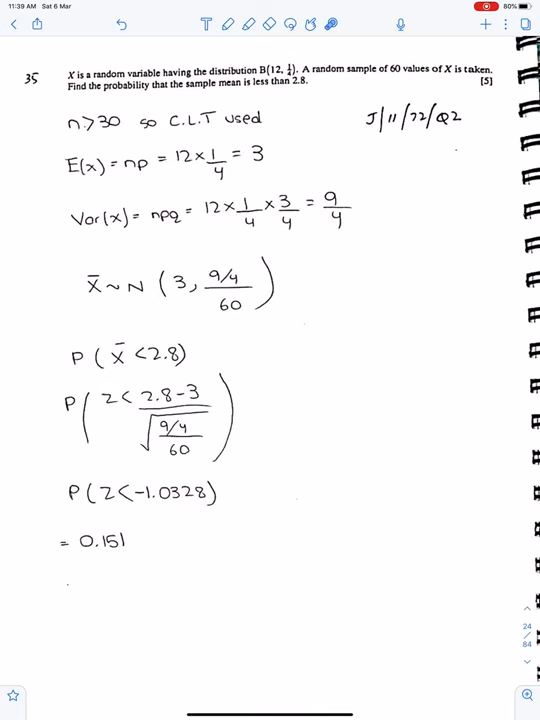 11:39 AM Sat 6 Mar
80%
35 X is a random variable having the distribution B(12, 1/4). A random sample of 60 values of X is taken.
Find the probability that the sample mean is less than 2.8. [5]
n>30 so C.L.T used
J/11/72/Q2
E(x) = np = 12 × 1/4 = 3
Var(x) = npq = 12 × 1/4 × 3/4 = 9/4
X̄ ~ N (3, (9/4)/60)
P ( X̄ < 2.8)
P ( Z < (2.8-3)/√((9/4)/60) )
P ( Z < -1.0328)
= 0.151
24
/
84